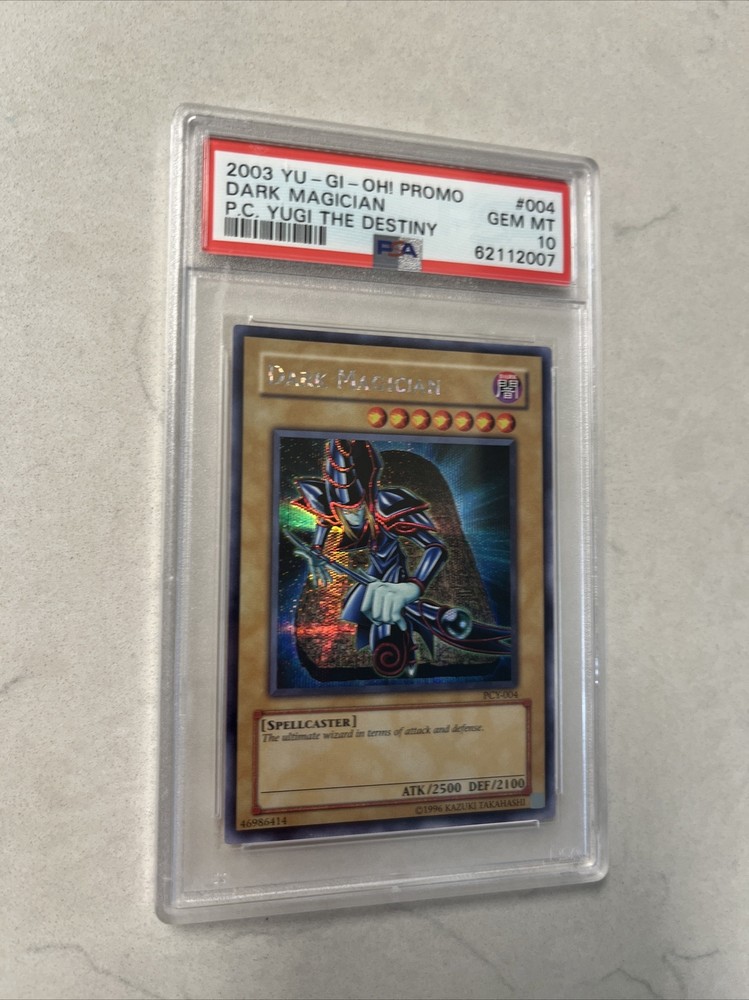 2003 YU-GI-OH! PROMO #004
DARK MAGICIAN GEM MT
P.C. YUGI THE DESTINY 10
PSA 62112007
DARK MAGICIAN
DARK
闇
PCY-004
[SPELLCASTER]
The ultimate wizard in terms of attack and defense.
ATK/2500 DEF/2100
46986414 ©1996 KAZUKI TAKAHASHI